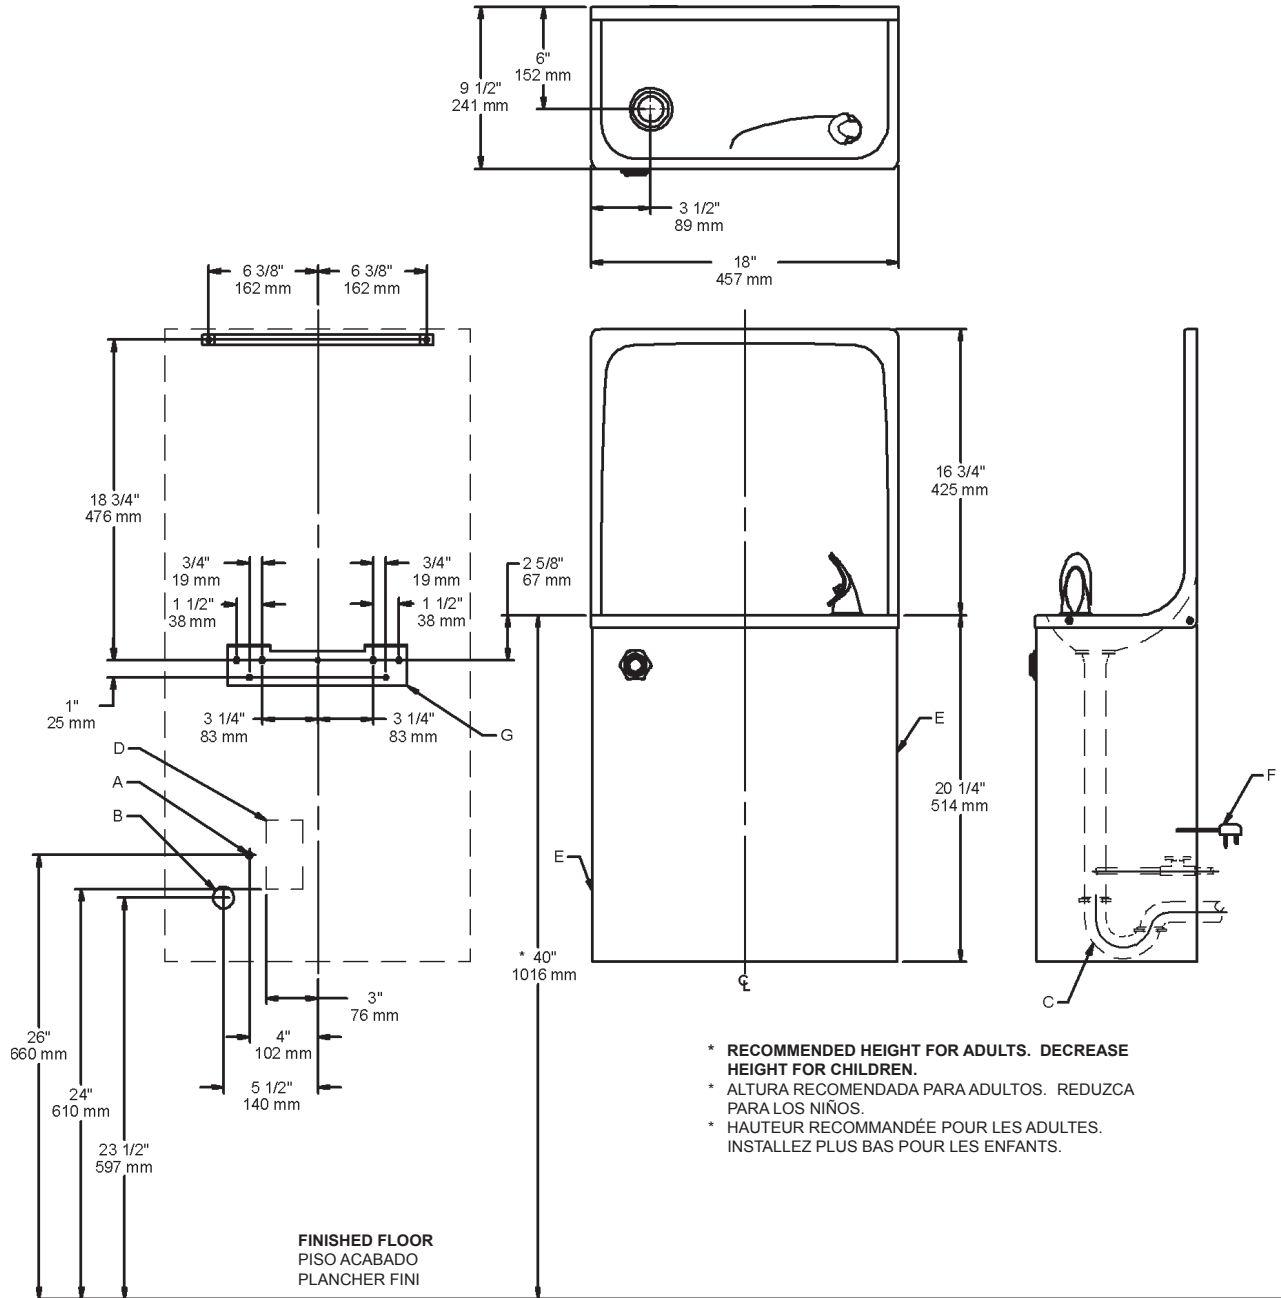 6"
152 mm
9 1/2"
241 mm
3 1/2"
89 mm
18"
457 mm
6 3/8"
162 mm
6 3/8"
162 mm
18 3/4"
476 mm
3/4"
19 mm
3/4"
19 mm
1 1/2"
38 mm
1 1/2"
38 mm
2 5/8"
67 mm
16 3/4"
425 mm
1"
25 mm
3 1/4"
83 mm
3 1/4"
83 mm
G
D
A
B
E
E
20 1/4"
514 mm
F
C
* 40"
1016 mm
3"
76 mm
4"
102 mm
5 1/2"
140 mm
26"
660 mm
24"
610 mm
23 1/2"
597 mm
℄
* RECOMMENDED HEIGHT FOR ADULTS. DECREASE
HEIGHT FOR CHILDREN.
* ALTURA RECOMENDADA PARA ADULTOS. REDUZCA
PARA LOS NIÑOS.
* HAUTEUR RECOMMANDÉE POUR LES ADULTES.
INSTALLEZ PLUS BAS POUR LES ENFANTS.
FINISHED FLOOR
PISO ACABADO
PLANCHER FINI